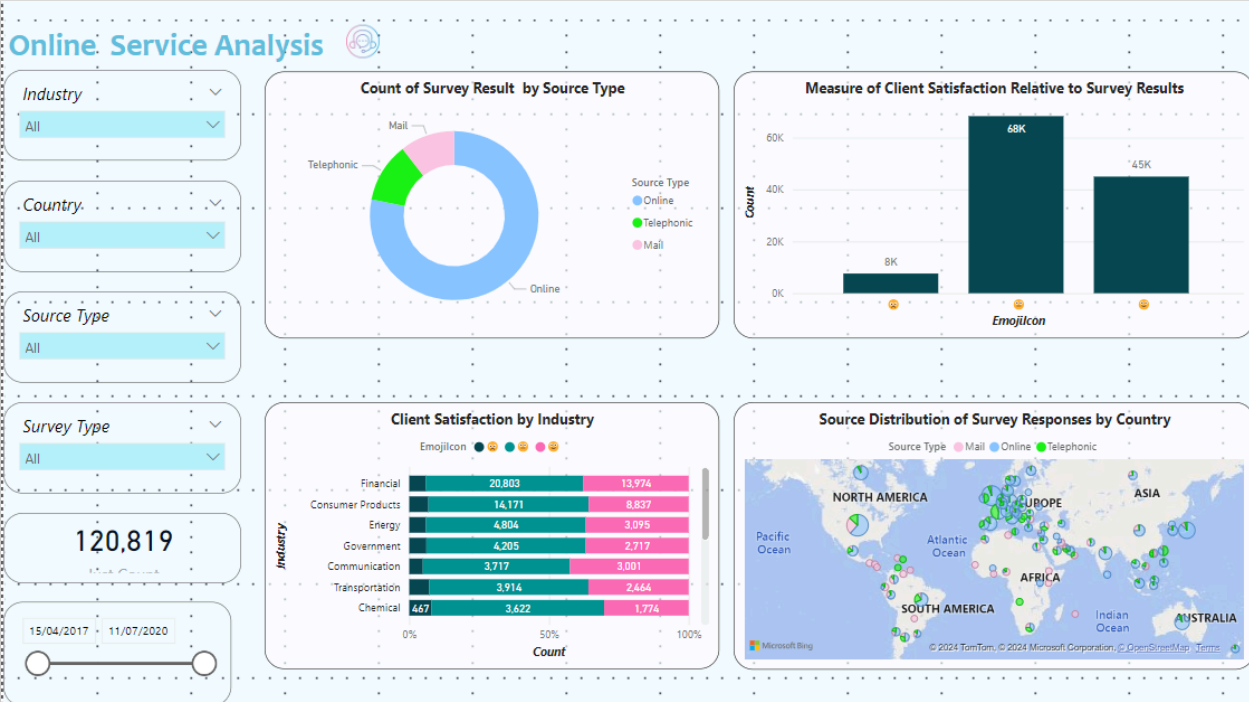 Online Service Analysis
Industry
All
Country
All
Source Type
All
Survey Type
All
120,819
15/04/2017
11/07/2020
Count of Survey Result by Source Type
Mail
Telephonic
Online
Source Type
Online
Telephonic
Mail
Measure of Client Satisfaction Relative to Survey Results
Count
60K
40K
20K
0K
8K
68K
45K
😩
😐
😀
EmojiIcon
Client Satisfaction by Industry
EmojiIcon
Industry
Financial 20,803 13,974
Consumer Products 14,171 8,837
Energy 4,804 3,095
Government 4,205 2,717
Communication 3,717 3,001
Transportation 3,914 2,464
Chemical 467 3,622 1,774
0% 50% 100%
Count
Source Distribution of Survey Responses by Country
Source Type Mail Online Telephonic
NORTH AMERICA
EUROPE
ASIA
Pacific
Ocean
Atlantic
Ocean
AFRICA
SOUTH AMERICA
Indian
Ocean
AUSTRALIA
Microsoft Bing
© 2024 TomTom, © 2024 Microsoft Corporation, © OpenStreetMap Terms